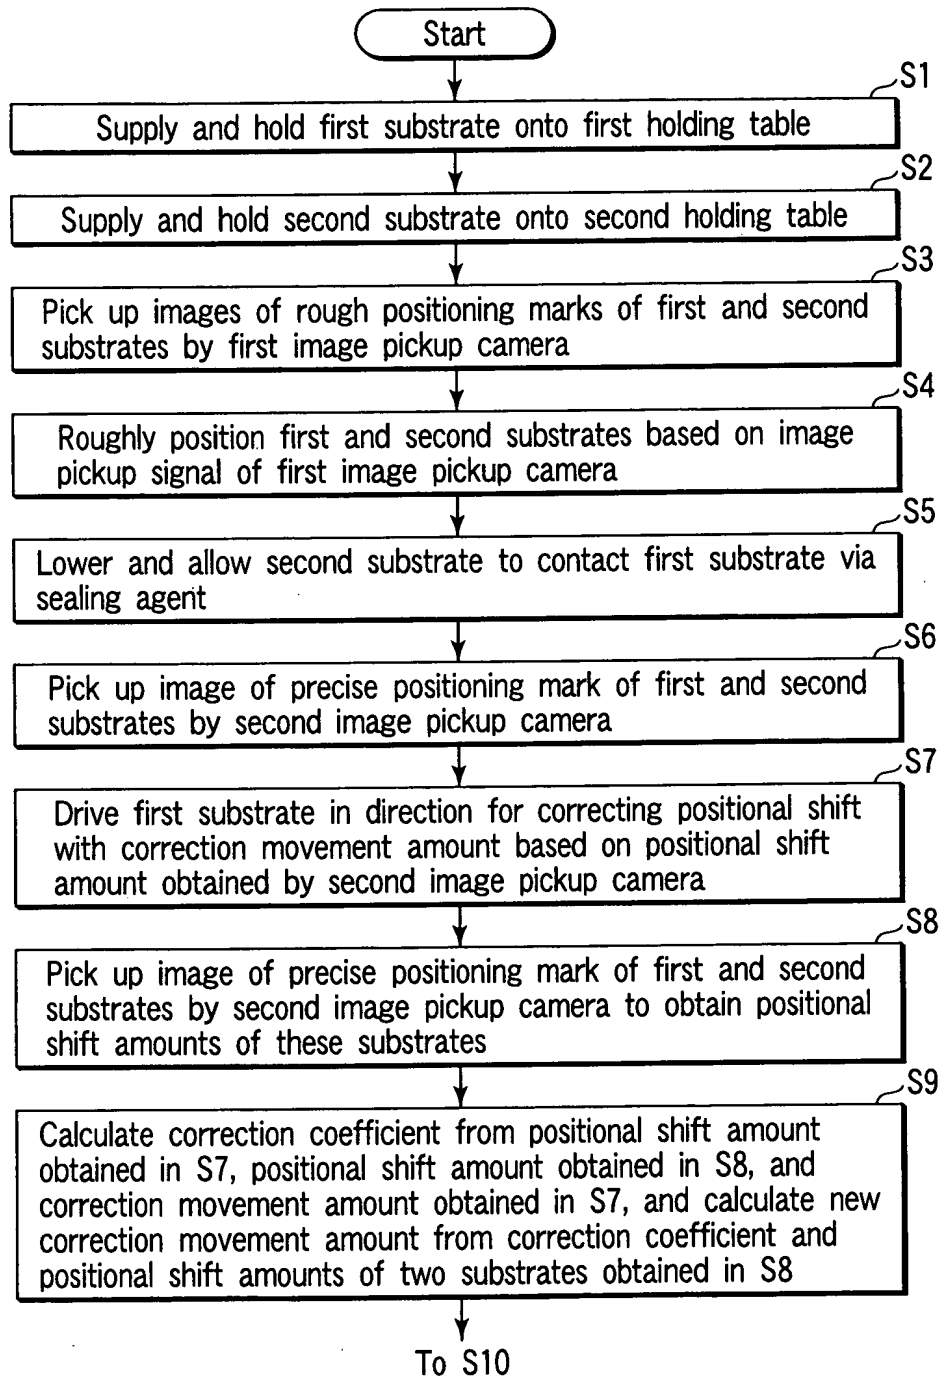 Start
S1
Supply and hold first substrate onto first holding table
S2
Supply and hold second substrate onto second holding table
S3
Pick up images of rough positioning marks of first and second
substrates by first image pickup camera
S4
Roughly position first and second substrates based on image
pickup signal of first image pickup camera
S5
Lower and allow second substrate to contact first substrate via
sealing agent
S6
Pick up image of precise positioning mark of first and second
substrates by second image pickup camera
S7
Drive first substrate in direction for correcting positional shift
with correction movement amount based on positional shift
amount obtained by second image pickup camera
S8
Pick up image of precise positioning mark of first and second
substrates by second image pickup camera to obtain positional
shift amounts of these substrates
S9
Calculate correction coefficient from positional shift amount
obtained in S7, positional shift amount obtained in S8, and
correction movement amount obtained in S7, and calculate new
correction movement amount from correction coefficient and
positional shift amounts of two substrates obtained in S8
To S10